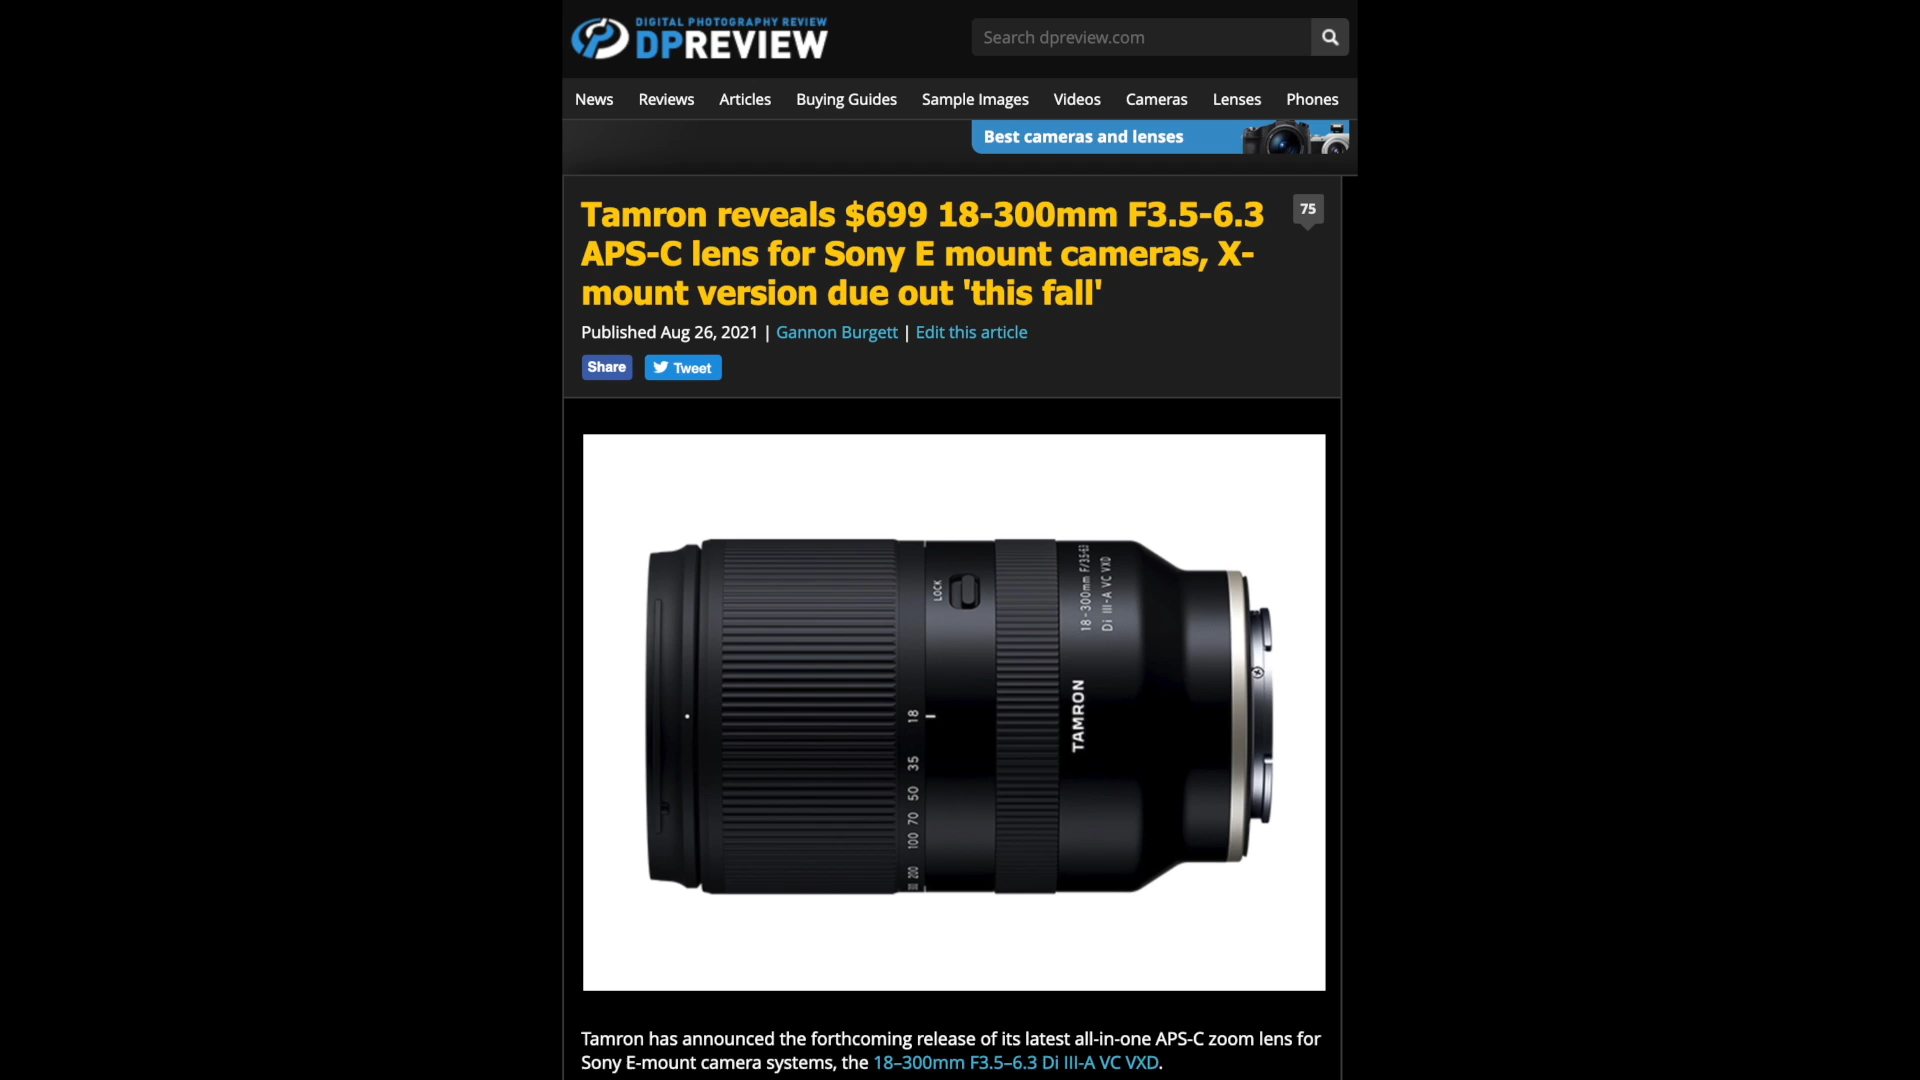 DIGITAL PHOTOGRAPHY REVIEW
DPREVIEW
Search dpreview.com
News Reviews Articles Buying Guides Sample Images Videos Cameras Lenses Phones
Best cameras and lenses
Tamron reveals $699 18-300mm F3.5-6.3
APS-C lens for Sony E mount cameras, X-
mount version due out 'this fall'
75
Published Aug 26, 2021 | Gannon Burgett | Edit this article
Share Tweet
LOCK
18-300mm F/3.5-6.3
Di III-A VC VXD
TAMRON
18
35
50
70
100
200
Tamron has announced the forthcoming release of its latest all-in-one APS-C zoom lens for
Sony E-mount camera systems, the 18–300mm F3.5–6.3 Di III-A VC VXD.